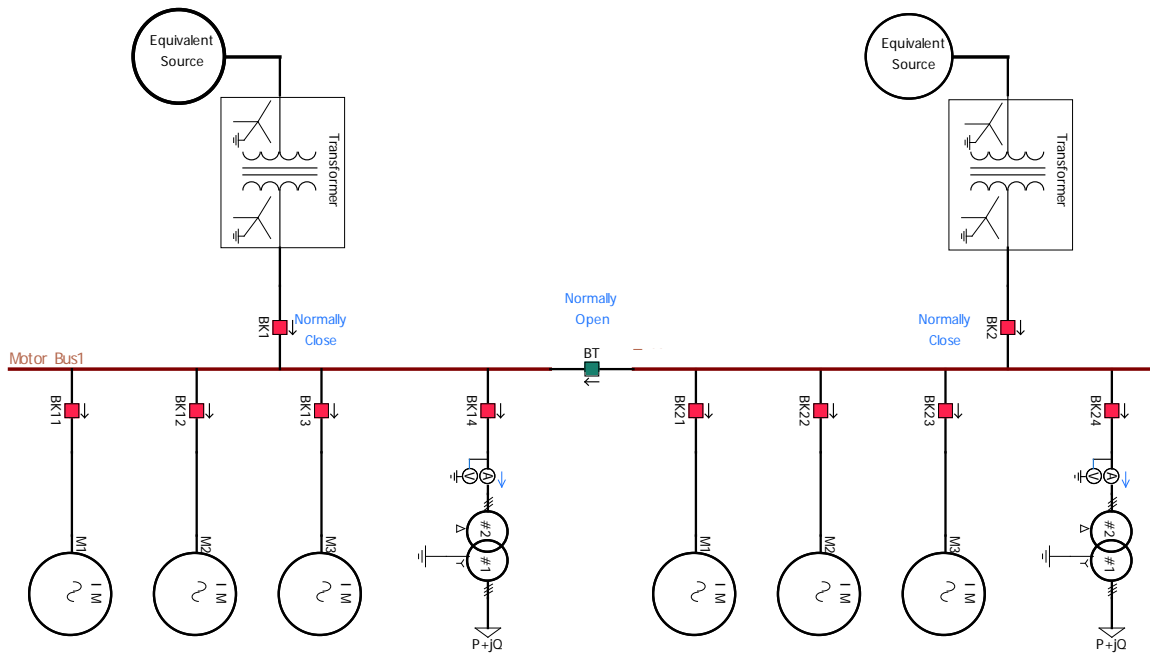 Equivalent
Source
Equivalent
Source
Transformer
Transformer
Normally
Open
BK1
Normally
Close
Normally
Close
BK2
Motor Bus1
BT
BK11
BK12
BK13
BK14
BK21
BK22
BK23
BK24
V
A
V
A
#2
#1
#2
#1
M1
M2
M3
M1
M2
M3
I M
I M
I M
I M
I M
I M
P+jQ
P+jQ